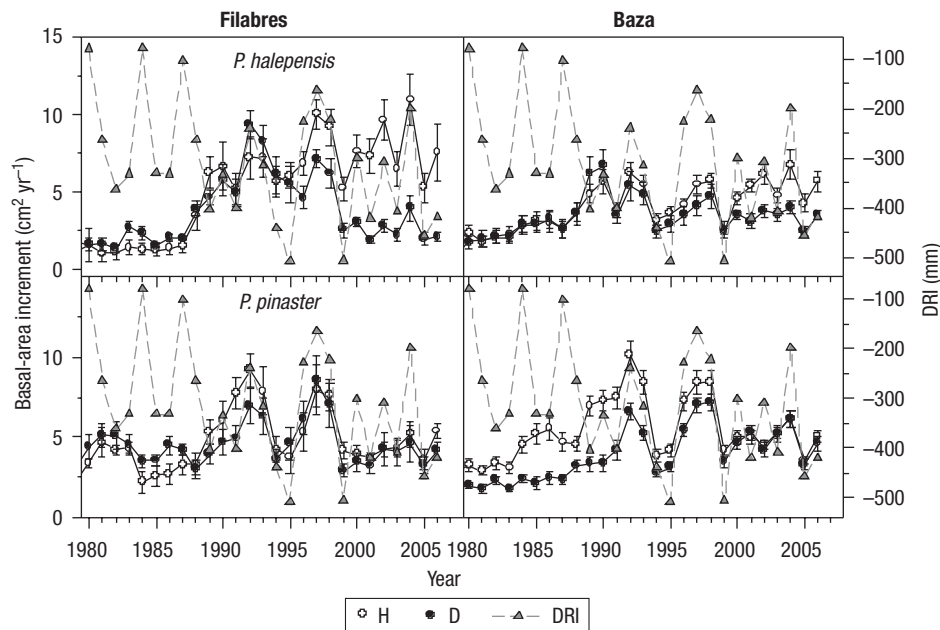 Filabres
Baza
15
10
5
0
P. halepensis
−100
−200
−300
−400
−500
10
5
0
P. pinaster
−100
−200
−300
−400
−500
Basal-area increment (cm² yr⁻¹)
DRI (mm)
1980 1985 1990 1995 2000 2005
1980 1985 1990 1995 2000 2005
Year
H D DRI